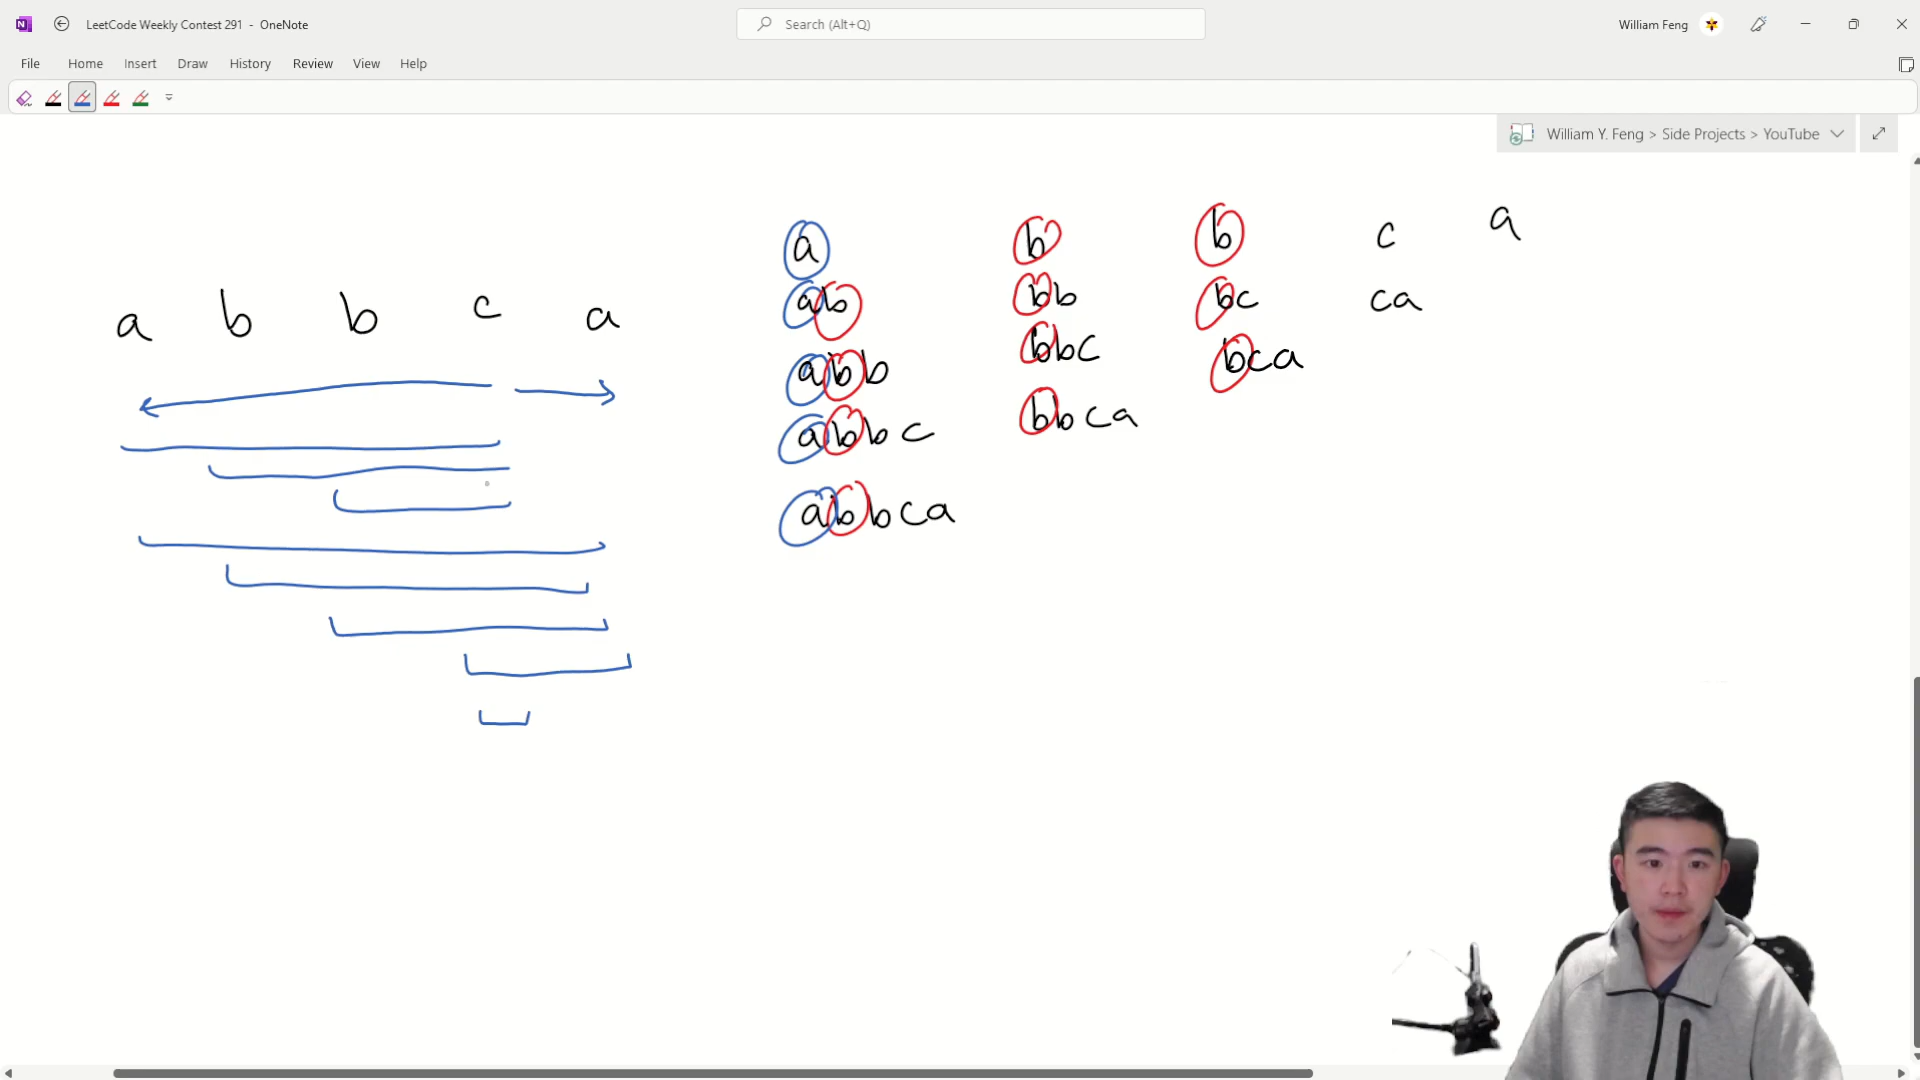 LeetCode Weekly Contest 291 - OneNote
Search (Alt+Q)
William Feng
File Home Insert Draw History Review View Help
William Y. Feng > Side Projects > YouTube
a b b c a
a
ab
abb
abbc
abbca
b
bb
bbc
bbca
b
bc
bca
c
ca
a